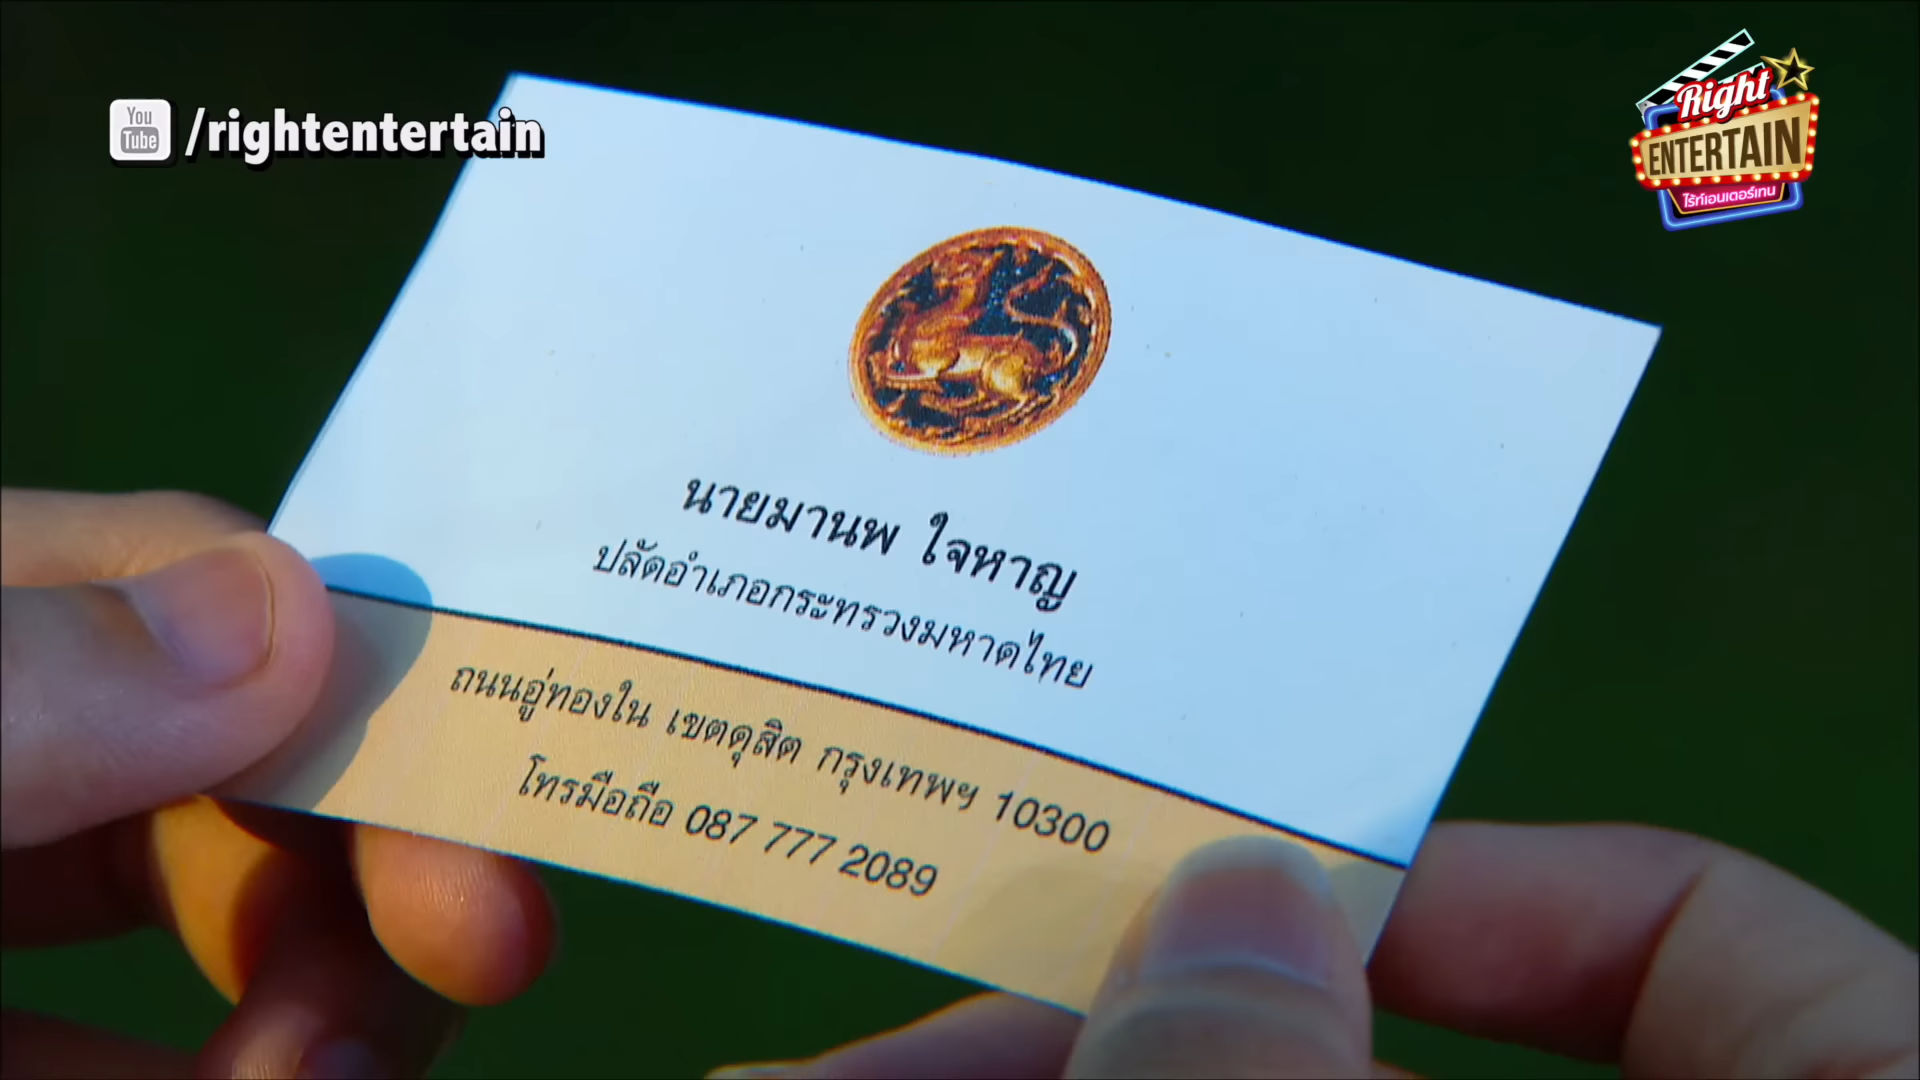 You
Tube
/rightentertain
Right
ENTERTAIN
ไร้ท์เอนเตอร์เทน
นายมานพ ใจหาญ
ปลัดอำเภอกระทรวงมหาดไทย
ถนนอู่ทองใน เขตดุสิต กรุงเทพฯ 10300
โทรมือถือ 087 777 2089